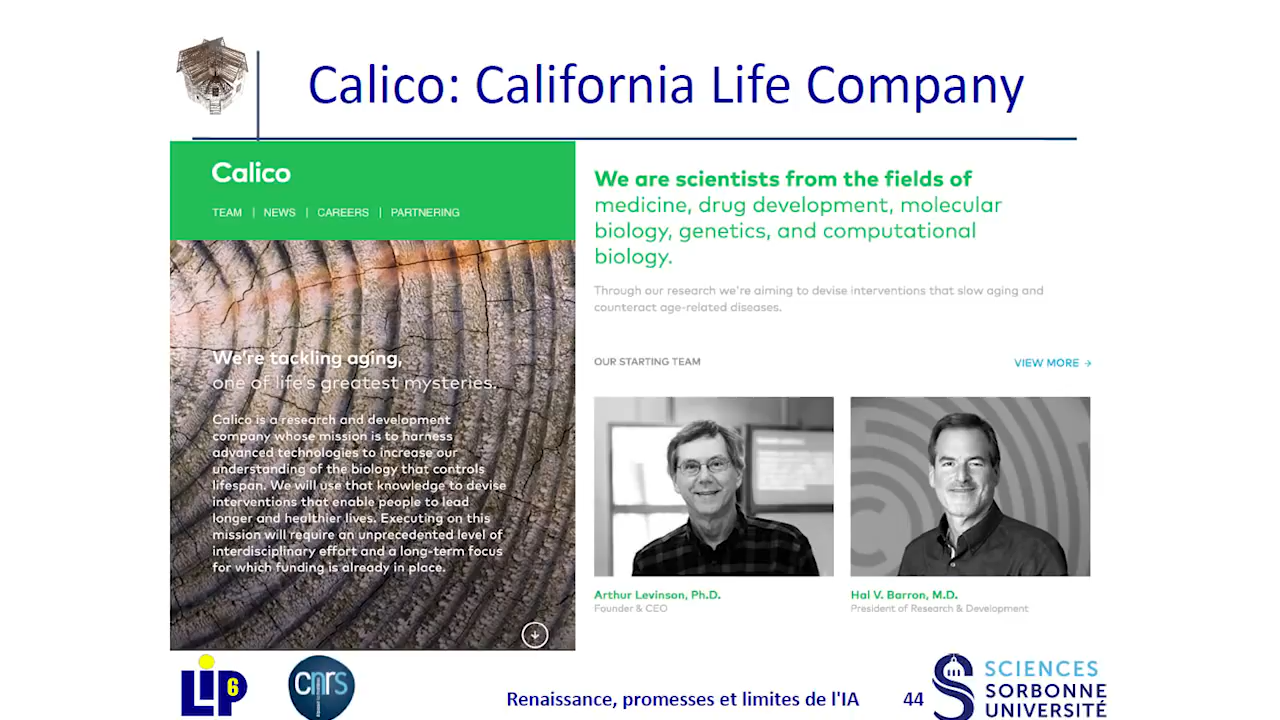 Calico: California Life Company
Calico
TEAM | NEWS | CAREERS | PARTNERING
We're tackling aging,
one of life's greatest mysteries.
Calico is a research and development
company whose mission is to harness
advanced technologies to increase our
understanding of the biology that controls
lifespan. We will use that knowledge to devise
interventions that enable people to lead
longer and healthier lives. Executing on this
mission will require an unprecedented level of
interdisciplinary effort and a long-term focus
for which funding is already in place.
We are scientists from the fields of
medicine, drug development, molecular
biology, genetics, and computational
biology.
Through our research we're aiming to devise interventions that slow aging and
counteract age-related diseases.
OUR STARTING TEAM
VIEW MORE →
Arthur Levinson, Ph.D.
Founder & CEO
Hal V. Barron, M.D.
President of Research & Development
LIP6
cnrs
Renaissance, promesses et limites de l'IA
44
SCIENCES
SORBONNE
UNIVERSITÉ